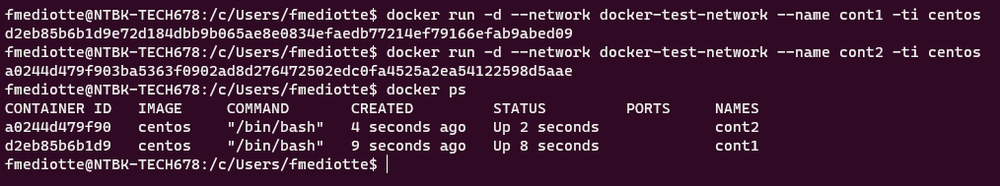 fmediotte@NTBK-TECH678:/c/Users/fmediotte$ docker run -d --network docker-test-network --name cont1 -ti centos
d2eb85b6b1d9e72d184dbb9b065ae8e0834efaedb77214ef79166efab9abed09
fmediotte@NTBK-TECH678:/c/Users/fmediotte$ docker run -d --network docker-test-network --name cont2 -ti centos
a0244d479f903ba5363f0902ad8d276472502edc0fa4525a2ea54122598d5aae
fmediotte@NTBK-TECH678:/c/Users/fmediotte$ docker ps
CONTAINER ID   IMAGE     COMMAND       CREATED         STATUS         PORTS     NAMES
a0244d479f90   centos    "/bin/bash"   4 seconds ago   Up 2 seconds             cont2
d2eb85b6b1d9   centos    "/bin/bash"   9 seconds ago   Up 8 seconds             cont1
fmediotte@NTBK-TECH678:/c/Users/fmediotte$